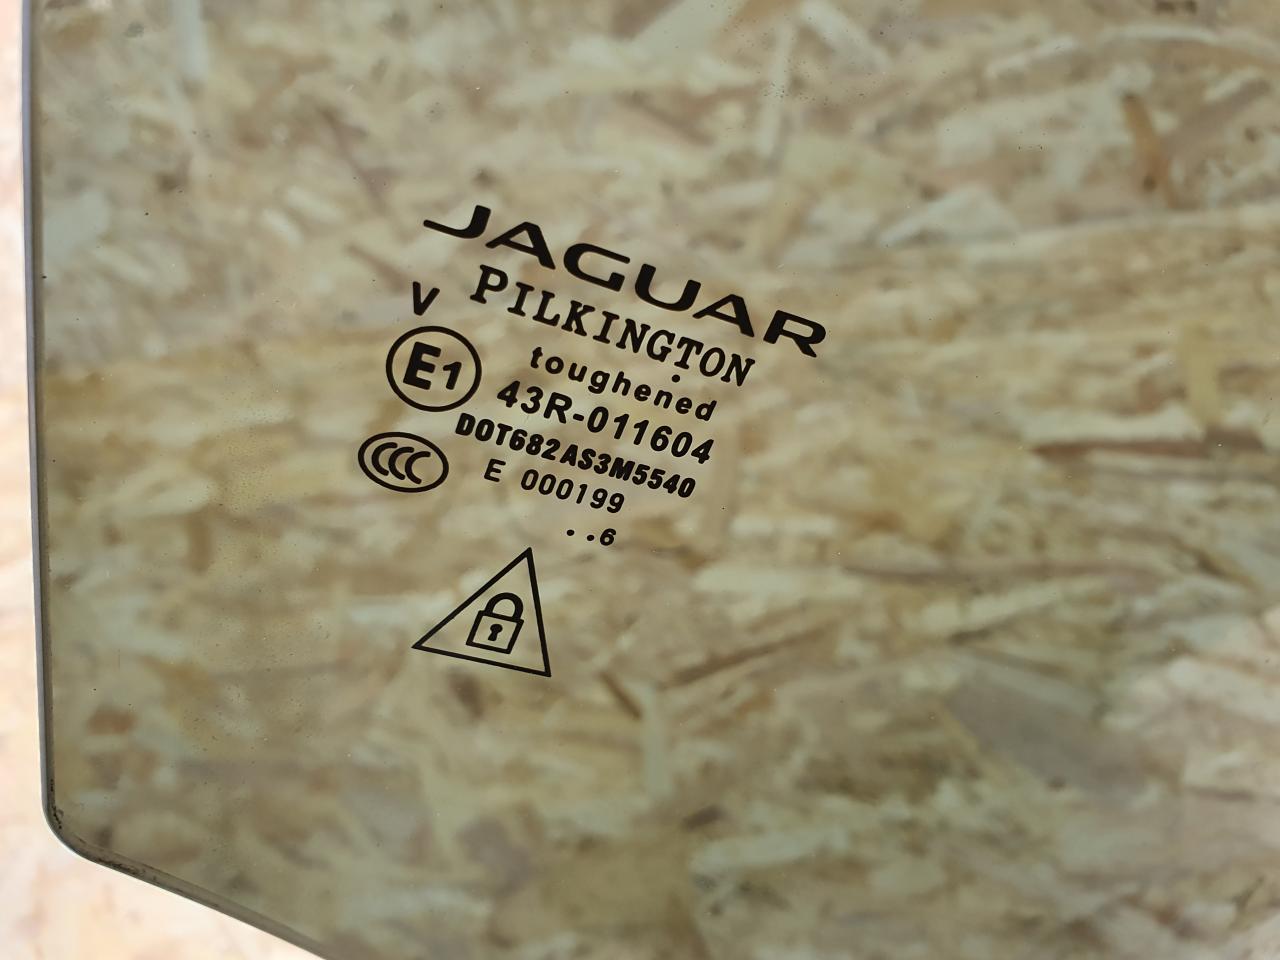 JAGUAR
PILKINGTON
V
toughened
E1
43R-011604
DOT682AS3M5540
CCC
E 000199
. .6